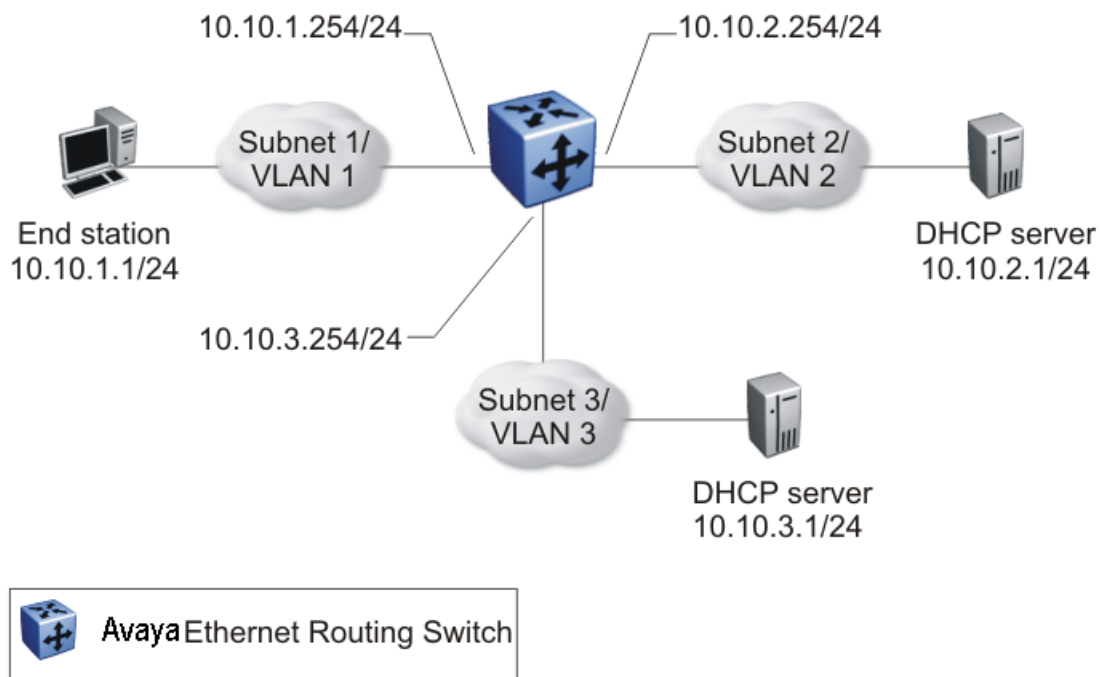 10.10.1.254/24
10.10.2.254/24
Subnet 1/
VLAN 1
Subnet 2/
VLAN 2
End station
10.10.1.1/24
DHCP server
10.10.2.1/24
10.10.3.254/24
Subnet 3/
VLAN 3
DHCP server
10.10.3.1/24
Avaya Ethernet Routing Switch